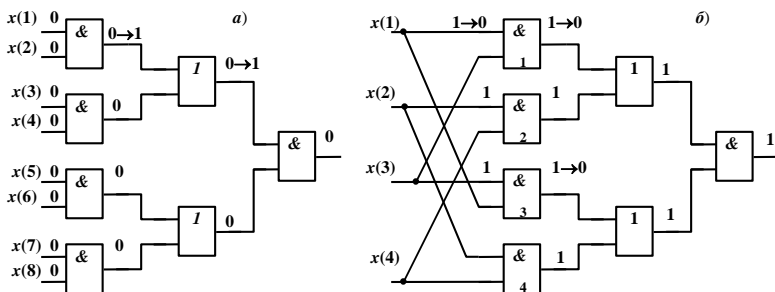 а)
x(1) 0
x(2) 0
&
0→1
x(3) 0
x(4) 0
&
0
1
0→1
x(5) 0
x(6) 0
&
0
x(7) 0
x(8) 0
&
0
1
0
&
0
б)
x(1)
1→0
&
1
1→0
x(2)
1
&
2
1
1
1
x(3)
1
&
3
1→0
x(4)
&
4
1
1
1
&
1